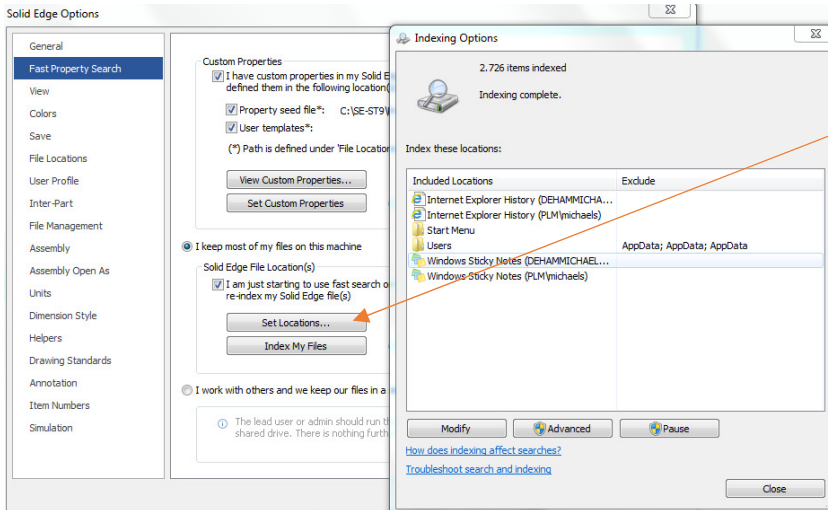 Solid Edge Options
General
Fast Property Search
View
Colors
Save
File Locations
User Profile
Inter-Part
File Management
Assembly
Assembly Open As
Units
Dimension Style
Helpers
Drawing Standards
Annotation
Item Numbers
Simulation
Custom Properties
I have custom properties in my Solid E
defined them in the following location(
Property seed file*: C:\SE-ST9\
User templates*:
(*) Path is defined under 'File Location
View Custom Properties...
Set Custom Properties
I keep most of my files on this machine
Solid Edge File Location(s)
I am just starting to use fast search o
re-index my Solid Edge file(s)
Set Locations...
Index My Files
I work with others and we keep our files in a
The lead user or admin should run th
shared drive. There is nothing furth
Indexing Options
2.726 items indexed
Indexing complete.
Index these locations:
Included Locations Exclude
Internet Explorer History (DEHAMMICHA...
Internet Explorer History (PLM\michaels)
Start Menu
Users AppData; AppData; AppData
Windows Sticky Notes (DEHAMMICHAEL...
Windows Sticky Notes (PLM\michaels)
Modify Advanced Pause
How does indexing affect searches?
Troubleshoot search and indexing
Close